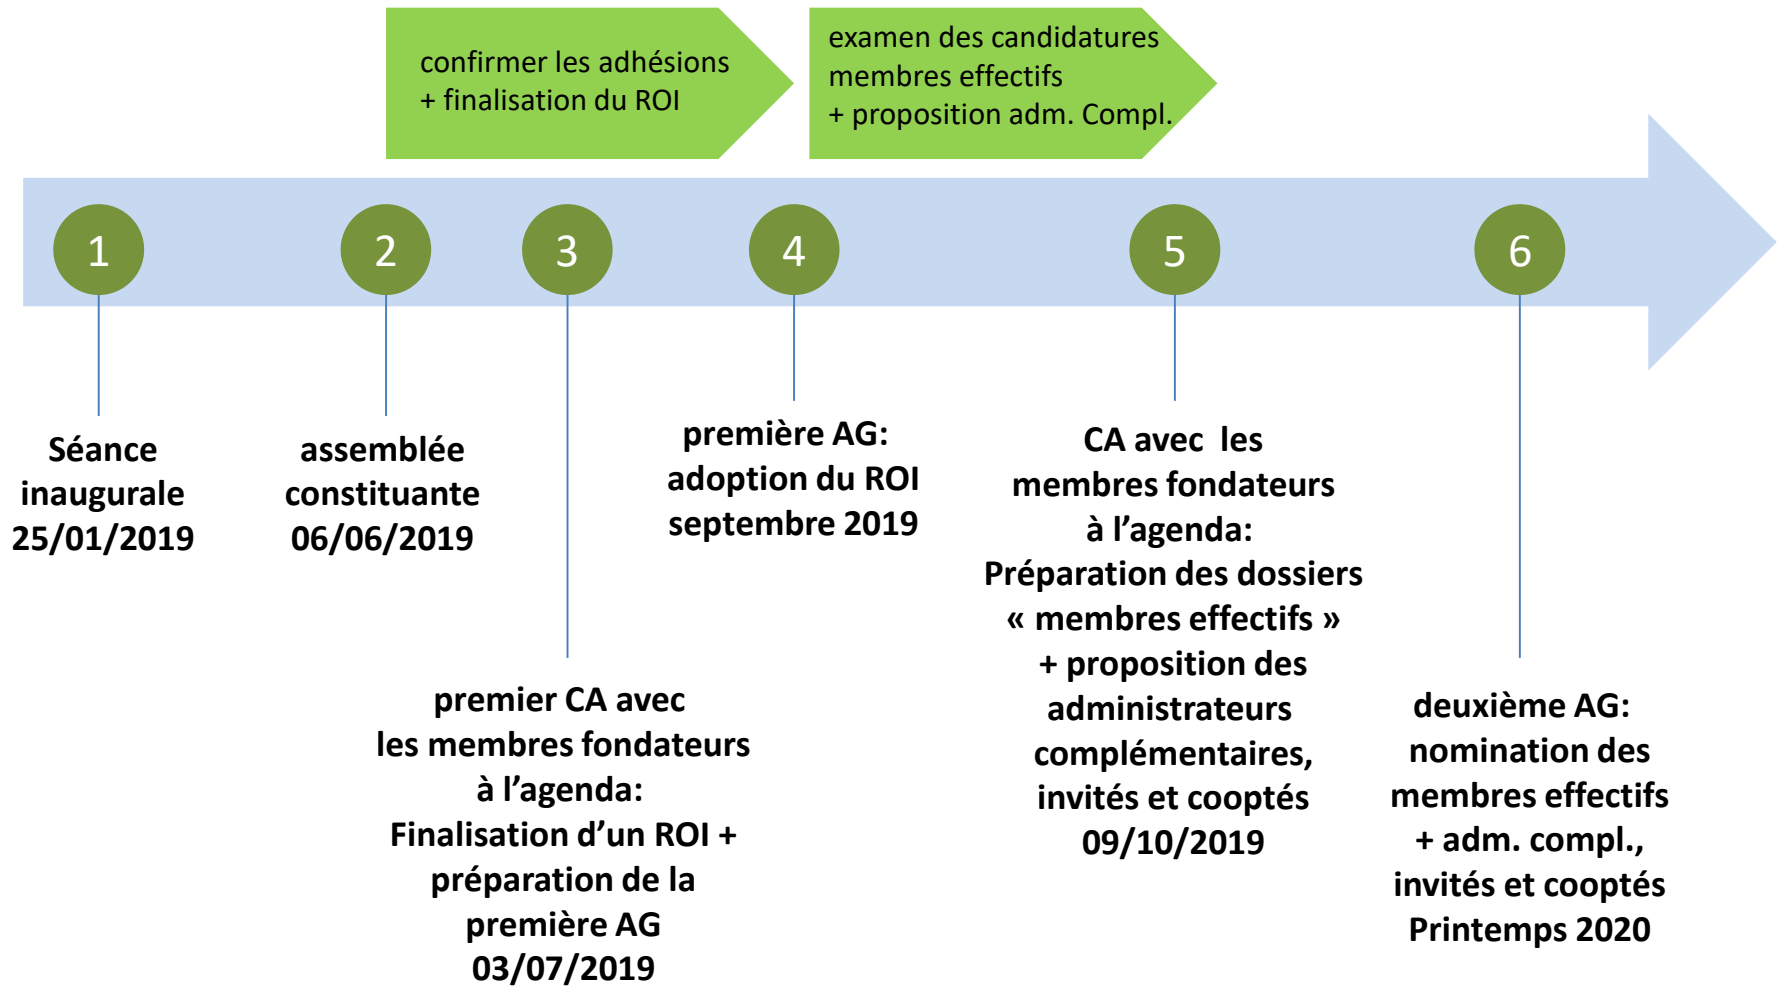 confirmer les adhésions
+ finalisation du ROI
examen des candidatures
membres effectifs
+ proposition adm. Compl.
1
2
3
4
5
6
Séance
inaugurale
25/01/2019
assemblée
constituante
06/06/2019
premier CA avec
les membres fondateurs
à l’agenda:
Finalisation d’un ROI +
préparation de la
première AG
03/07/2019
première AG:
adoption du ROI
septembre 2019
CA avec  les
membres fondateurs
à l’agenda:
Préparation des dossiers
« membres effectifs »
+ proposition des
administrateurs
complémentaires,
invités et cooptés
09/10/2019
deuxième AG:
nomination des
membres effectifs
+ adm. compl.,
invités et cooptés
Printemps 2020